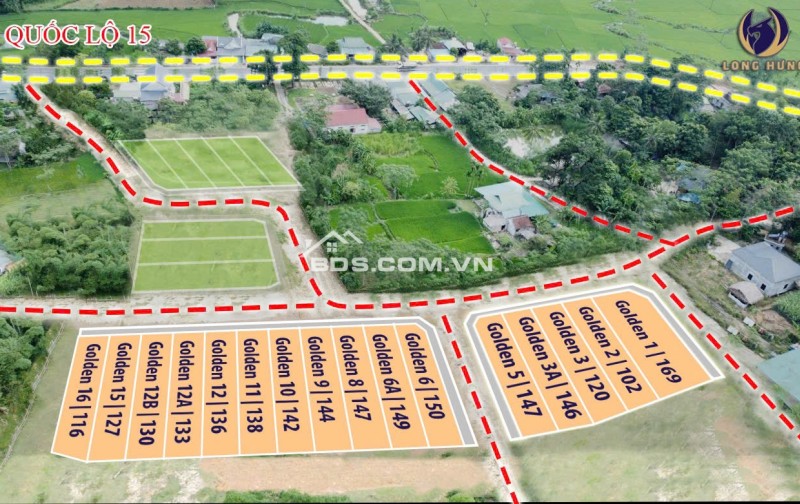 QUỐC LỘ 15
LONG HƯNG
BDS.COM.VN
Golden 16 | 116
Golden 15 | 127
Golden 12B | 130
Golden 12A | 133
Golden 12 | 136
Golden 11 | 138
Golden 10 | 142
Golden 9 | 144
Golden 8 | 147
Golden 6A | 149
Golden 6 | 150
Golden 5 | 147
Golden 3A | 146
Golden 3 | 120
Golden 2 | 102
Golden 1 | 169